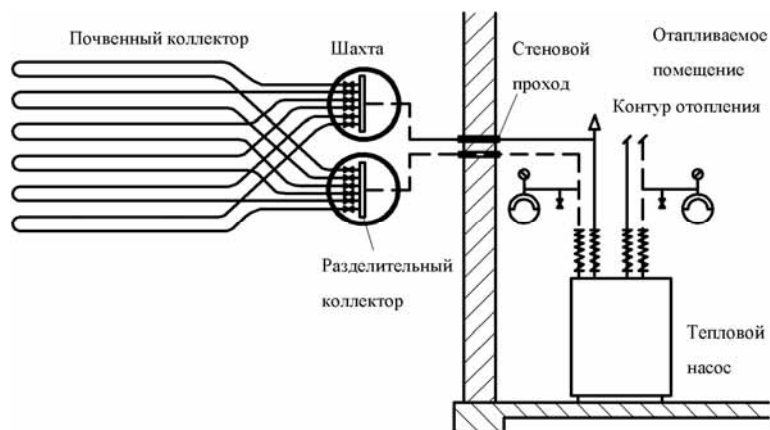 Почвенный коллектор
Шахта
Стеновой
проход
Отапливаемое
помещение
Контур отопления
Разделительный
коллектор
Тепловой
насос